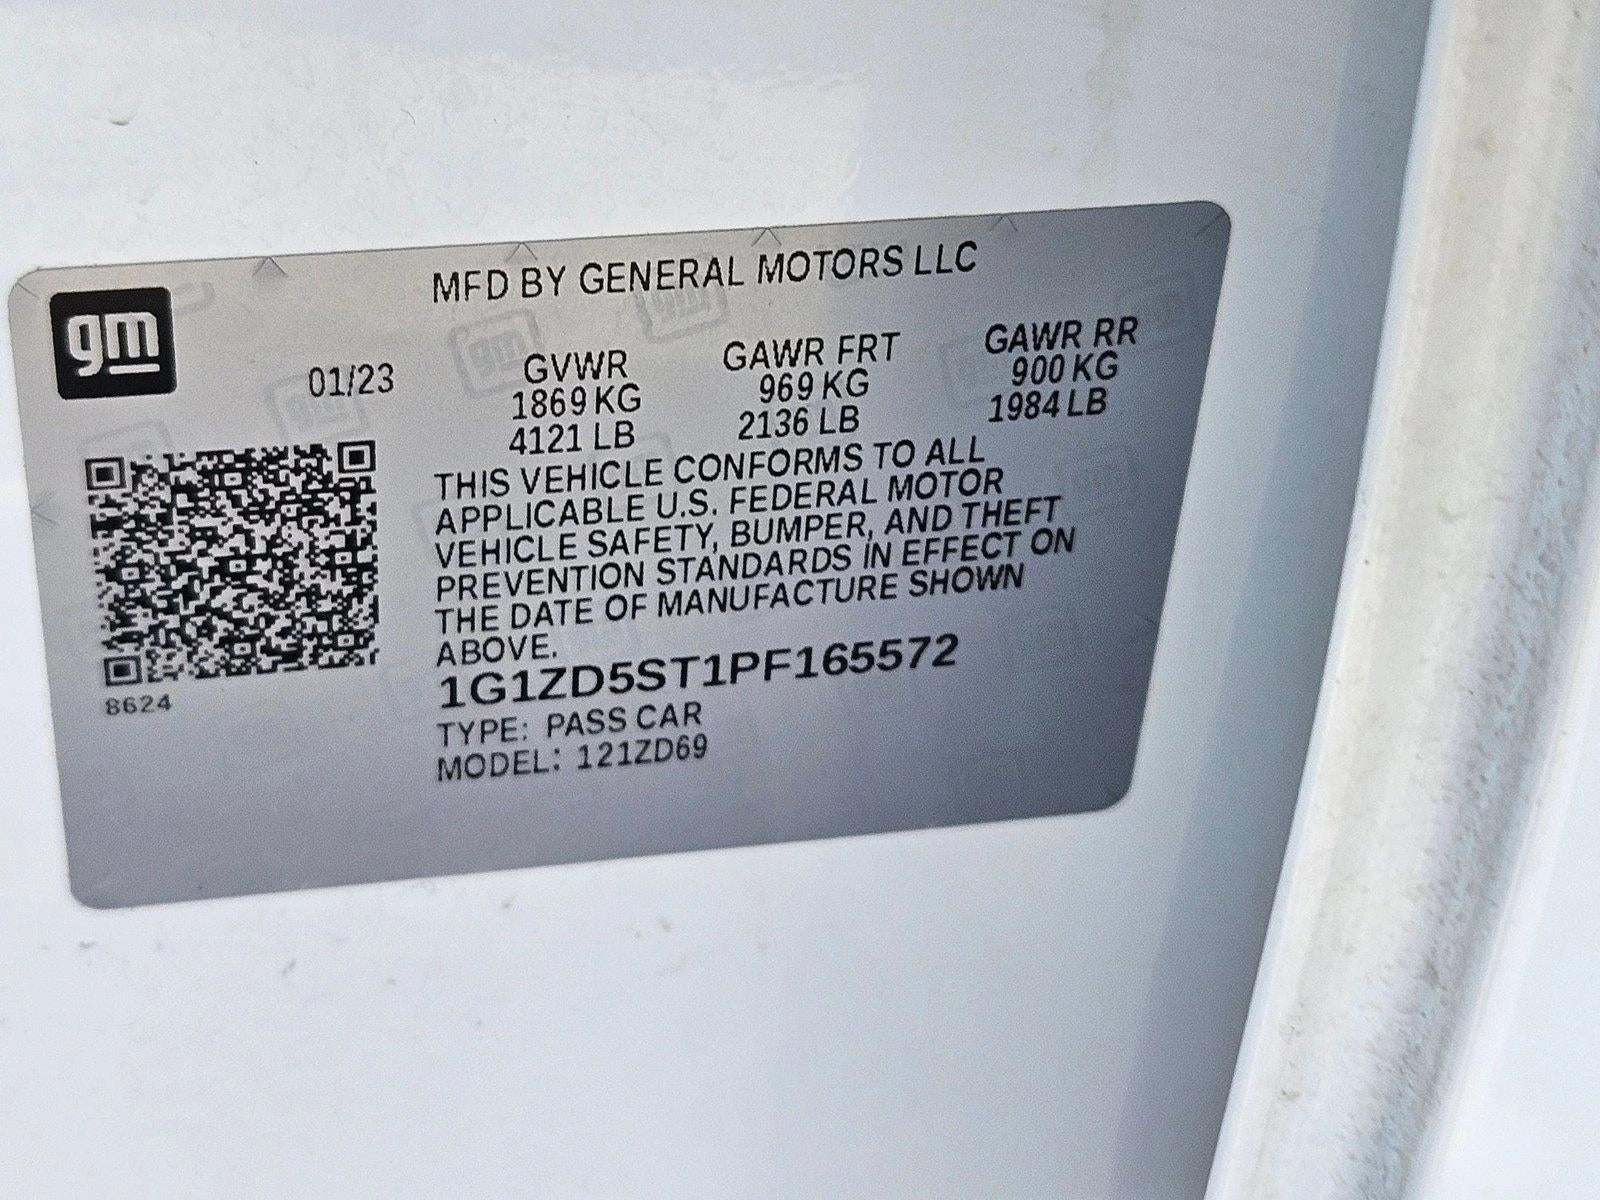 MFD BY GENERAL MOTORS LLC
gm
01/23
GVWR
1869 KG
4121 LB
GAWR FRT
969 KG
2136 LB
GAWR RR
900 KG
1984 LB
THIS VEHICLE CONFORMS TO ALL
APPLICABLE U.S. FEDERAL MOTOR
VEHICLE SAFETY, BUMPER, AND THEFT
PREVENTION STANDARDS IN EFFECT ON
THE DATE OF MANUFACTURE SHOWN
ABOVE.
1G1ZD5ST1PF165572
TYPE: PASS CAR
MODEL: 121ZD69
8624